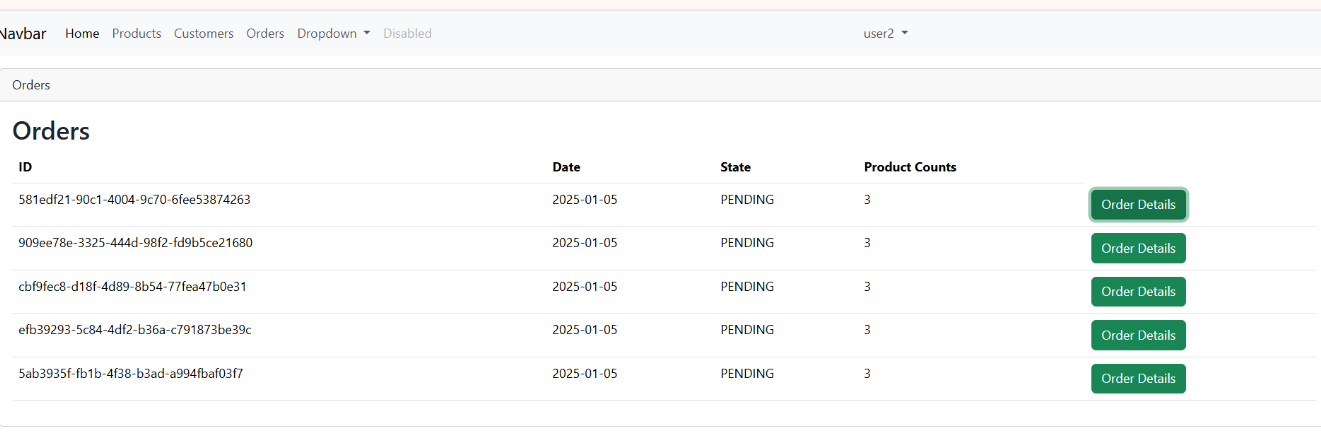 Navbar Home Products Customers Orders Dropdown Disabled user2
Orders
Orders
ID Date State Product Counts
581edf21-90c1-4004-9c70-6fee53874263 2025-01-05 PENDING 3 Order Details
909ee78e-3325-444d-98f2-fd9b5ce21680 2025-01-05 PENDING 3 Order Details
cbf9fec8-d18f-4d89-8b54-77fea47b0e31 2025-01-05 PENDING 3 Order Details
efb39293-5c84-4df2-b36a-c791873be39c 2025-01-05 PENDING 3 Order Details
5ab3935f-fb1b-4f38-b3ad-a994fbaf03f7 2025-01-05 PENDING 3 Order Details